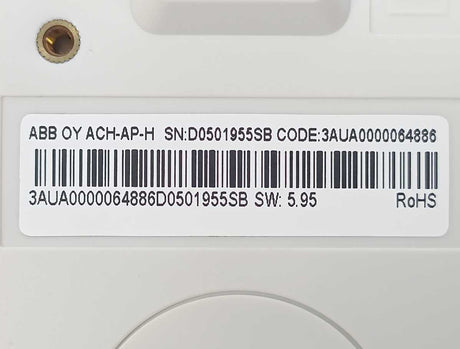 ABB OY ACH-AP-H SN:D0501955SB CODE:3AUA0000064886
3AUA0000064886D0501955SB SW: 5.95 RoHS